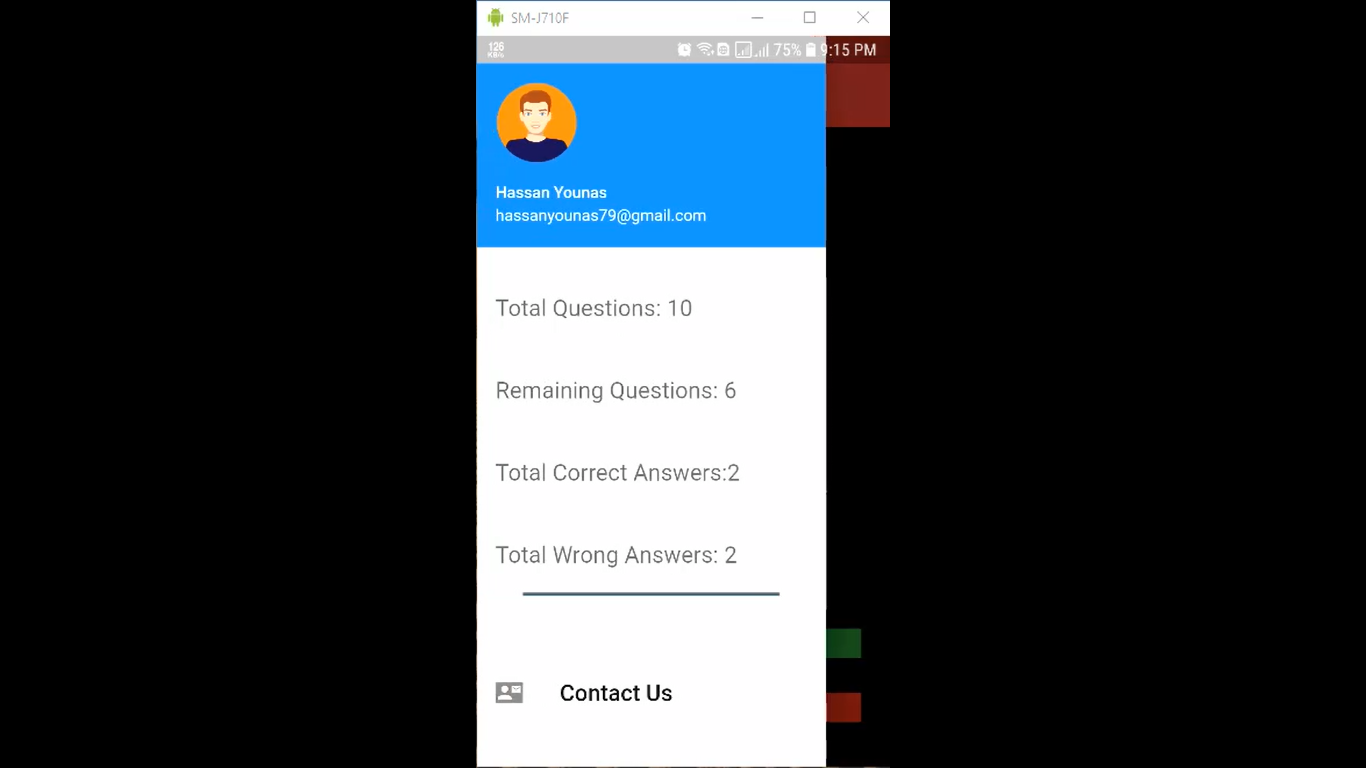 SM-J710F
126
KB/s
75% 9:15 PM
Hassan Younas
hassanyounas79@gmail.com
Total Questions: 10
Remaining Questions: 6
Total Correct Answers:2
Total Wrong Answers: 2
Contact Us